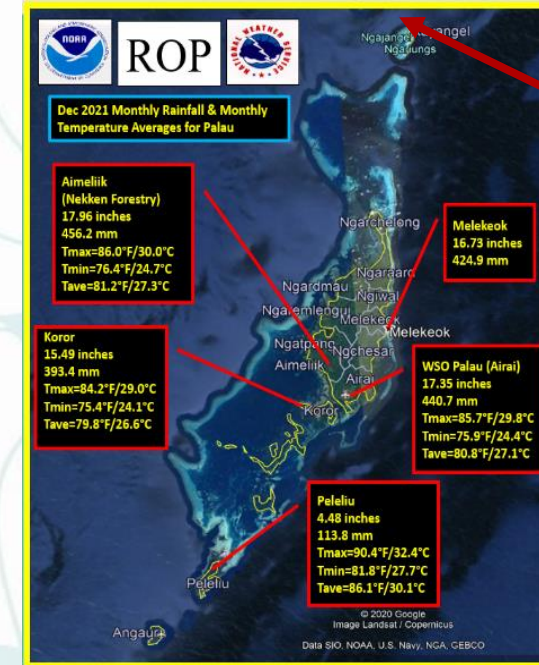 NOAA
ROP
NATIONAL WEATHER SERVICE
Ngajangel Kayangel
Ngajungs
Dec 2021 Monthly Rainfall & Monthly
Temperature Averages for Palau
Aimeliik
(Nekken Forestry)
17.96 inches
456.2 mm
Tmax=86.0°F/30.0°C
Tmin=76.4°F/24.7°C
Tave=81.2°F/27.3°C
Melekeok
16.73 inches
424.9 mm
Ngarchelong
Ngaraard
Ngardmau
Ngiwal
Ngaremlengui
Melekeok
Melekeok
Ngatpang
Ngchesar
Aimeliik
Airai
Koror
Koror
15.49 inches
393.4 mm
Tmax=84.2°F/29.0°C
Tmin=75.4°F/24.1°C
Tave=79.8°F/26.6°C
WSO Palau (Airai)
17.35 inches
440.7 mm
Tmax=85.7°F/29.8°C
Tmin=75.9°F/24.4°C
Tave=80.8°F/27.1°C
Peleliu
4.48 inches
113.8 mm
Tmax=90.4°F/32.4°C
Tmin=81.8°F/27.7°C
Tave=86.1°F/30.1°C
Peleliu
Angaur
© 2020 Google
Image Landsat / Copernicus
Data SIO, NOAA, U.S. Navy, NGA, GEBCO